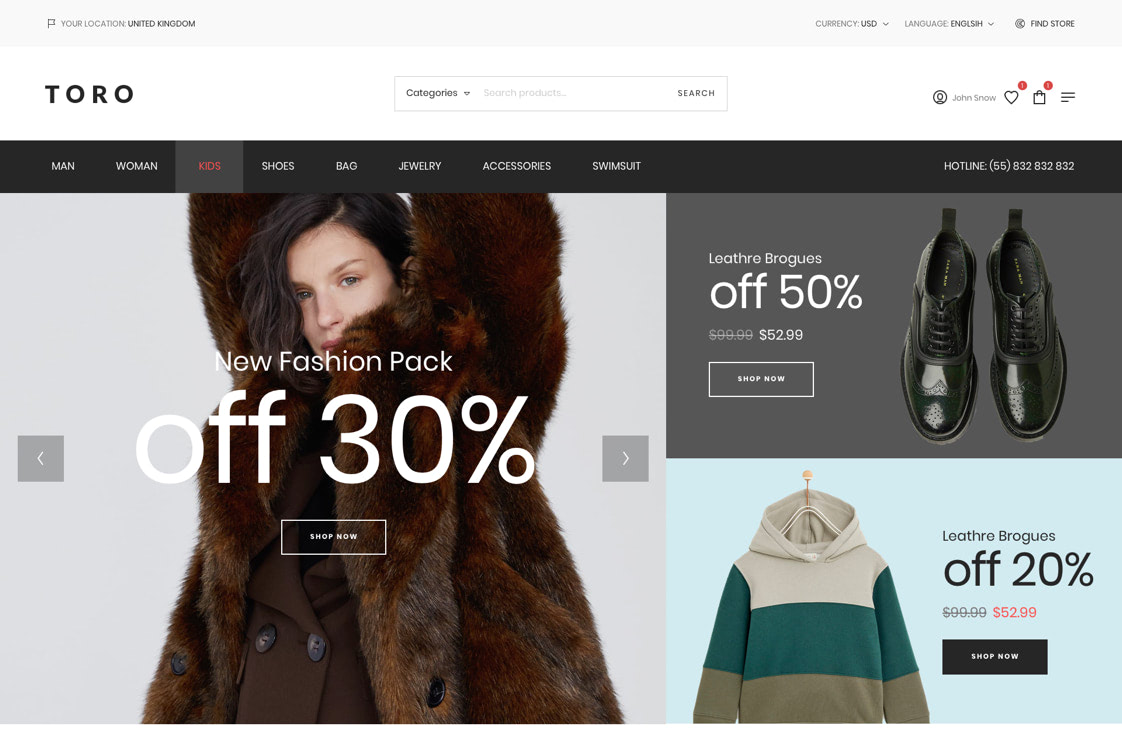 YOUR LOCATION: UNITED KINGDOM
CURRENCY: USD
LANGUAGE: ENGLSIH
FIND STORE
TORO
Categories
Search products...
SEARCH
John Snow
1
1
MAN
WOMAN
KIDS
SHOES
BAG
JEWELRY
ACCESSORIES
SWIMSUIT
HOTLINE: (55) 832 832 832
New Fashion Pack
off 30%
SHOP NOW
Leathre Brogues
off 50%
$99.99 $52.99
SHOP NOW
Leathre Brogues
off 20%
$99.99 $52.99
SHOP NOW